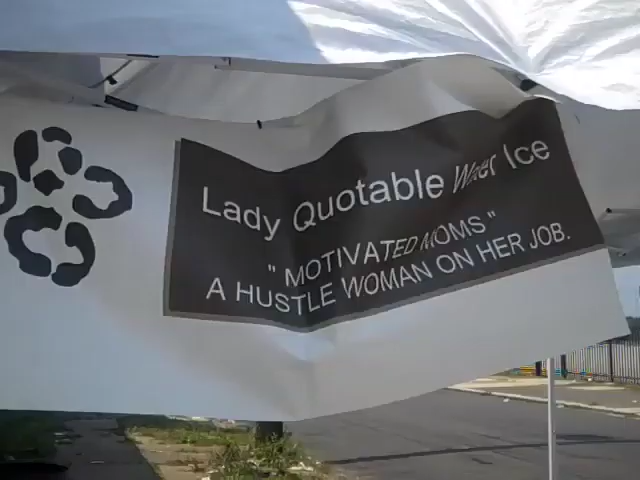 Lady Quotable Water Ice
" MOTIVATED MOMS "
A HUSTLE WOMAN ON HER JOB.